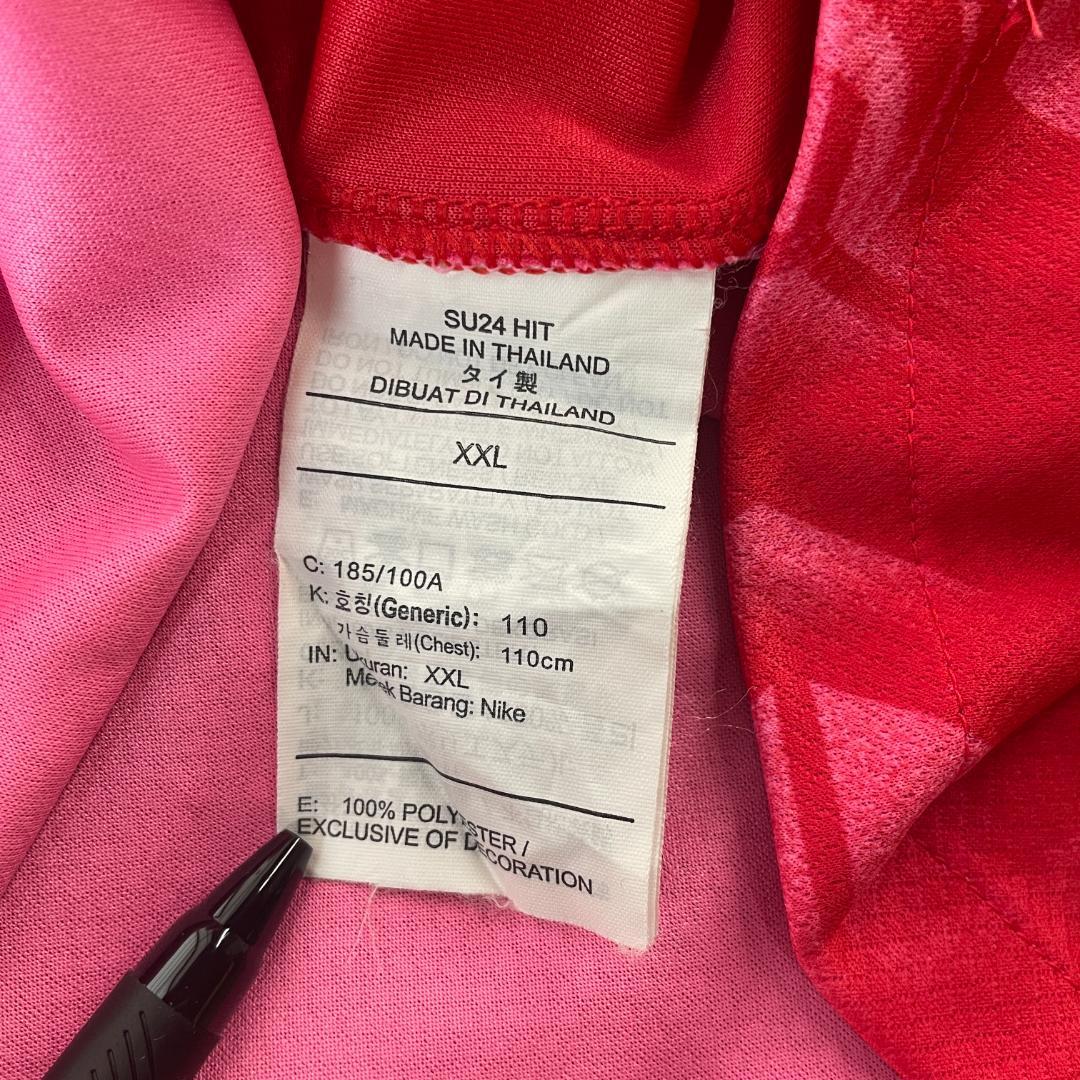 SU24 HIT
MADE IN THAILAND
タイ製
DIBUAT DI THAILAND
XXL
C: 185/100A
K: 호칭(Generic): 110
가슴둘레(Chest): 110cm
IN: Ukuran: XXL
Merek Barang: Nike
E: 100% POLYESTER /
EXCLUSIVE OF DECORATION